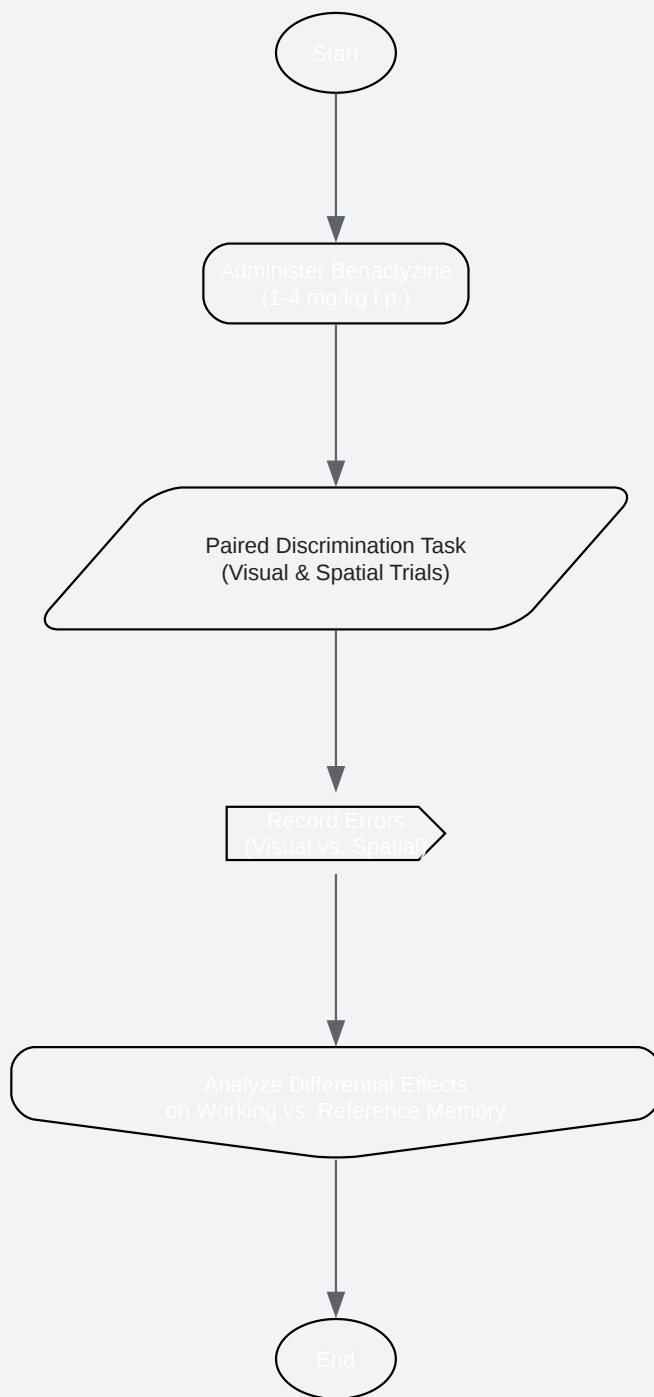 Start
Administer Benactyzine
(1-4 mg/kg i.p.)
Paired Discrimination Task
(Visual & Spatial Trials)
Record Errors
(Visual vs. Spatial)
Analyze Differential Effects
on Working vs. Reference Memory
End